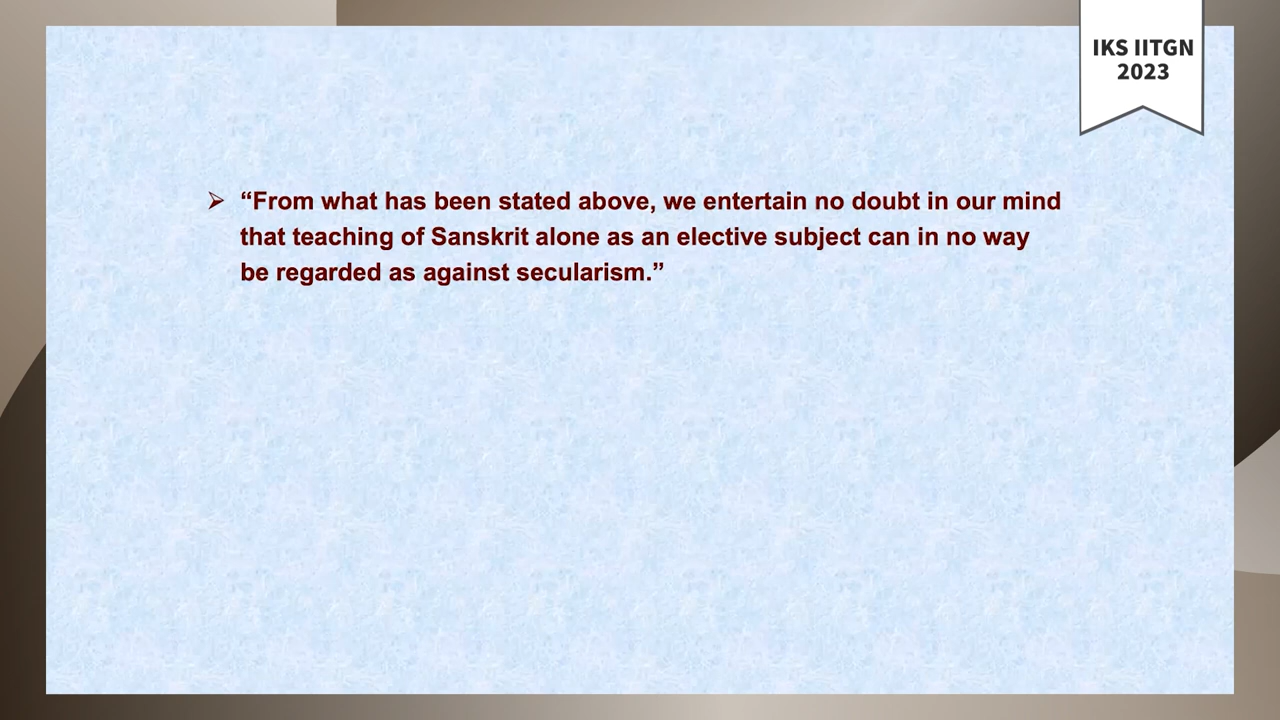 IKS IITGN
2023
➢ “From what has been stated above, we entertain no doubt in our mind
that teaching of Sanskrit alone as an elective subject can in no way
be regarded as against secularism.”